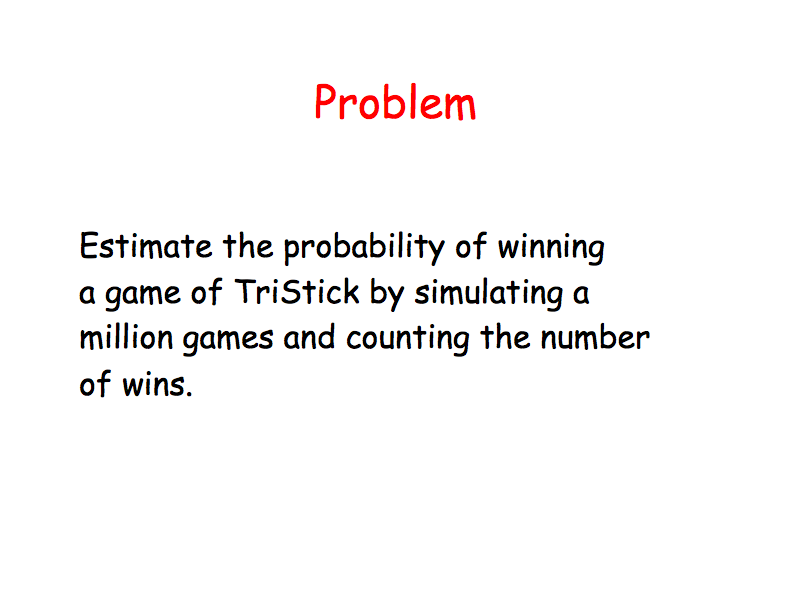 Problem
Estimate the probability of winning
a game of TriStick by simulating a
million games and counting the number
of wins.